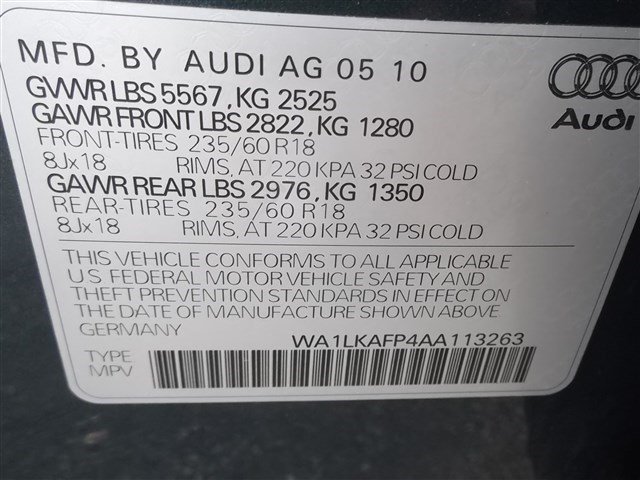 MFD. BY AUDI AG 05 10
GVWR LBS 5567, KG 2525
GAWR FRONT LBS 2822, KG 1280
FRONT-TIRES 235/60 R18
8Jx18 RIMS, AT 220 KPA 32 PSI COLD
GAWR REAR LBS 2976, KG 1350
REAR-TIRES 235/60 R18
8Jx18 RIMS, AT 220 KPA 32 PSI COLD
Audi
THIS VEHICLE CONFORMS TO ALL APPLICABLE
U.S. FEDERAL MOTOR VEHICLE SAFETY AND
THEFT PREVENTION STANDARDS IN EFFECT ON
THE DATE OF MANUFACTURE SHOWN ABOVE
GERMANY WA1LKAFP4AA113263
TYPE
MPV